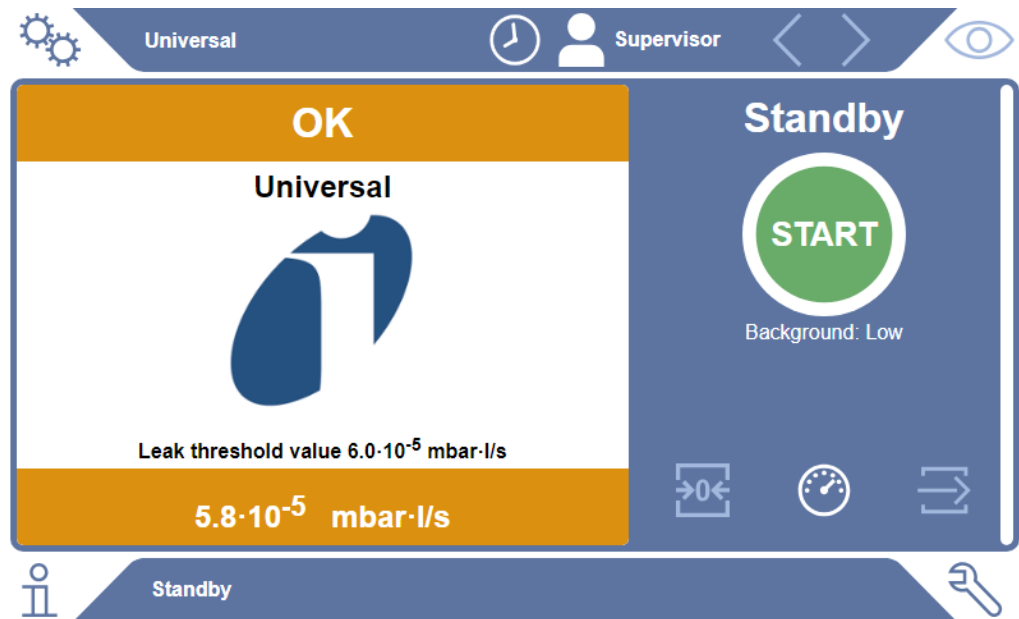 Universal
Supervisor
OK
Universal
Leak threshold value 6.0·10⁻⁵ mbar·l/s
5.8·10⁻⁵ mbar·l/s
Standby
START
Background: Low
→0←
Standby